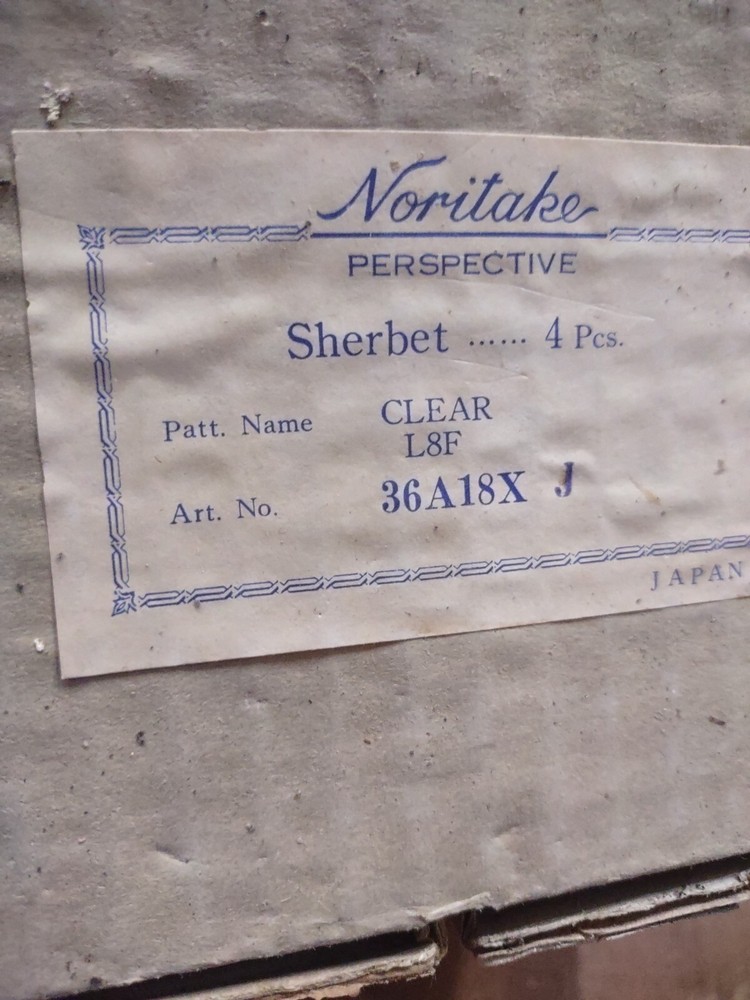 Noritake
PERSPECTIVE
Sherbet ...... 4 Pcs.
Patt. Name CLEAR
L8F
Art. No. 36A18X J
JAPAN